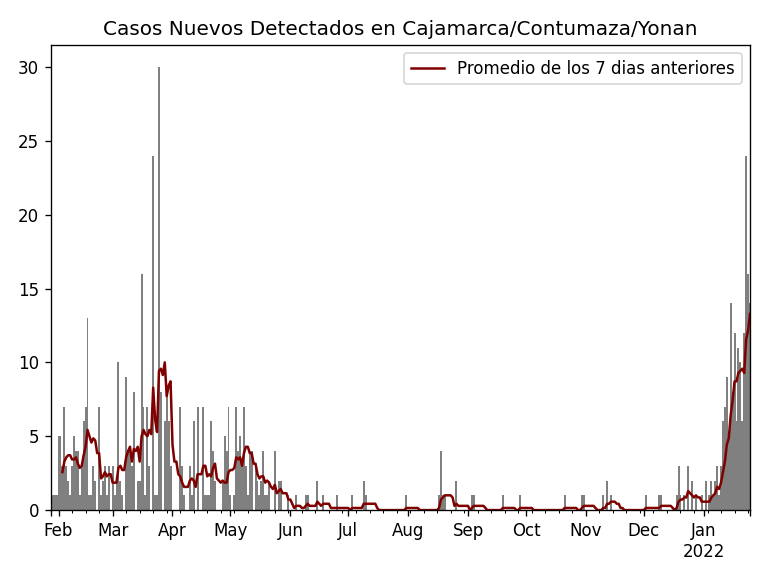 Casos Nuevos Detectados en Cajamarca/Contumaza/Yonan
Promedio de los 7 dias anteriores
30
25
20
15
10
5
0
Feb Mar Apr May Jun Jul Aug Sep Oct Nov Dec Jan
2022